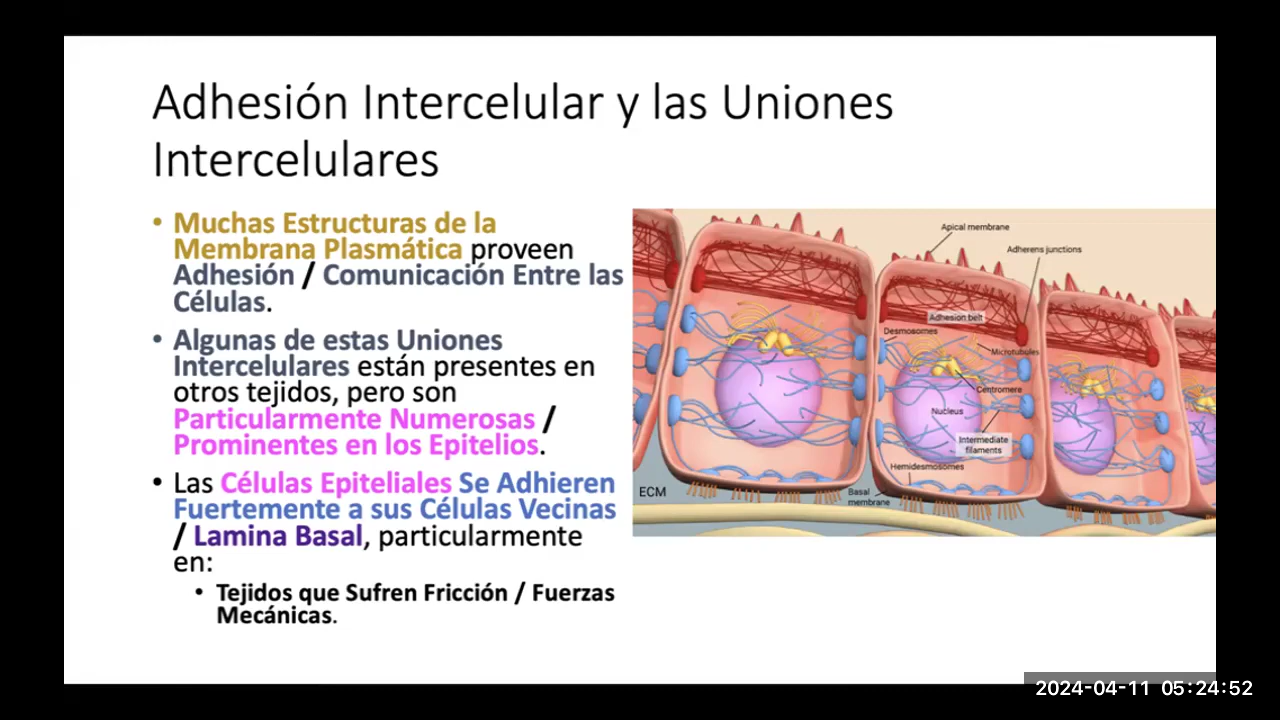 Adhesión Intercelular y las Uniones
Intercelulares
• Muchas Estructuras de la
Membrana Plasmática proveen
Adhesión / Comunicación Entre las
Células.
• Algunas de estas Uniones
Intercelulares están presentes en
otros tejidos, pero son
Particularmente Numerosas /
Prominentes en los Epitelios.
• Las Células Epiteliales Se Adhieren
Fuertemente a sus Células Vecinas
/ Lamina Basal, particularmente
en:
• Tejidos que Sufren Fricción / Fuerzas
Mecánicas.
Apical membrane
Adherens junctions
Adhesion belt
Desmosomes
Microtubules
Centromere
Nucleus
Intermediate
filaments
Hemidesmosomes
ECM
Basal
membrane
2024-04-11 05:24:52